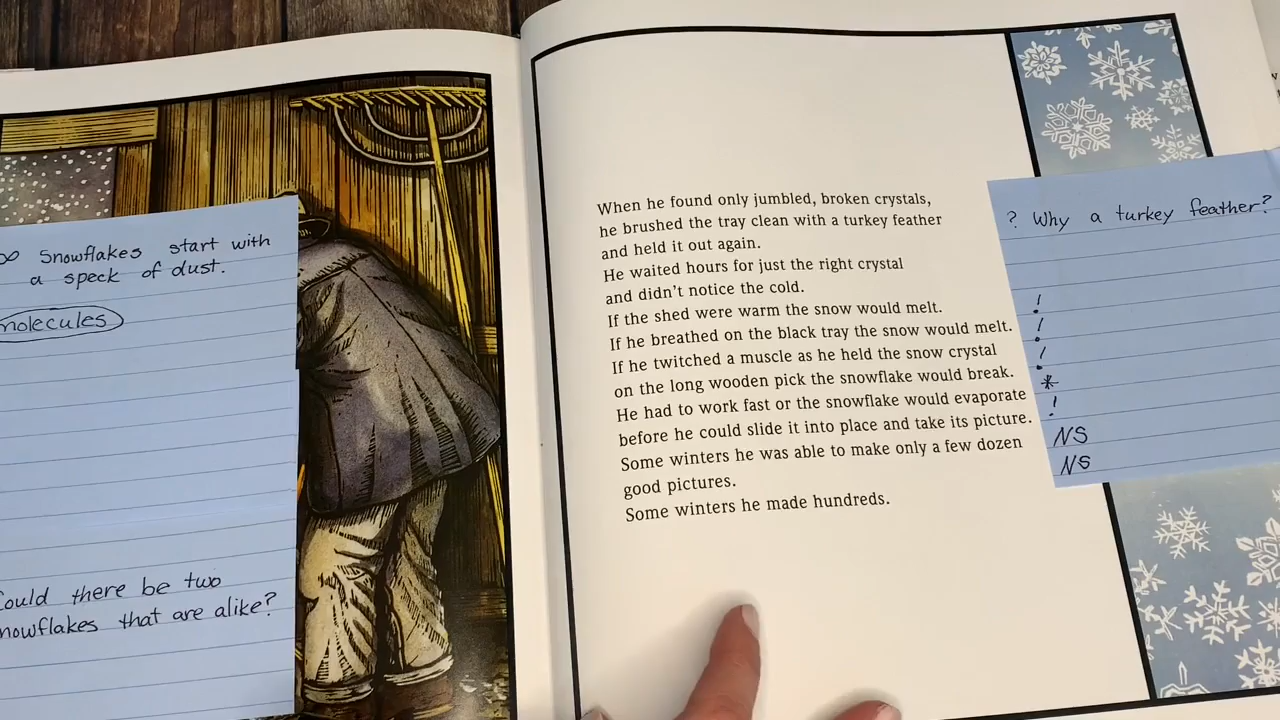 Snowflakes start with
a speck of dust.
molecules
Could there be two
snowflakes that are alike?
When he found only jumbled, broken crystals,
he brushed the tray clean with a turkey feather
and held it out again.
He waited hours for just the right crystal
and didn't notice the cold.
If the shed were warm the snow would melt.
If he breathed on the black tray the snow would melt.
If he twitched a muscle as he held the snow crystal
on the long wooden pick the snowflake would break.
He had to work fast or the snowflake would evaporate
before he could slide it into place and take its picture.
Some winters he was able to make only a few dozen
good pictures.
Some winters he made hundreds.
? Why a turkey feather?
!
!
!
*
!
NS
NS